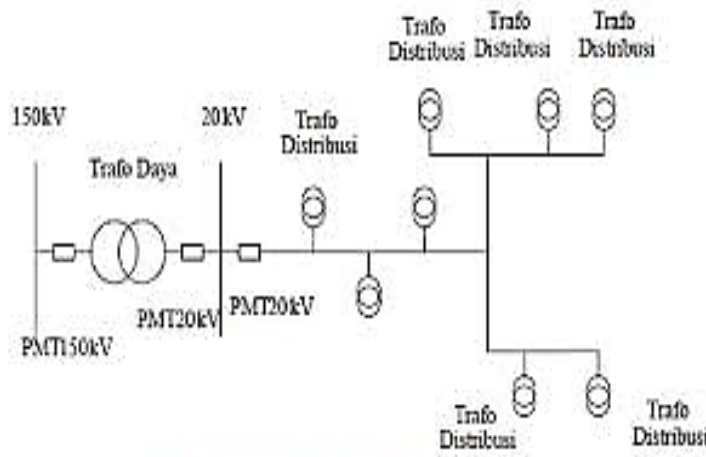 Trafo
Distribusi
Trafo
Distribusi
Trafo
Distribusi
150kV
20kV
Trafo
Distribusi
Trafo Daya
PMT20kV
PMT20kV
PMT150kV
Trafo
Distribusi
Trafo
Distribusi